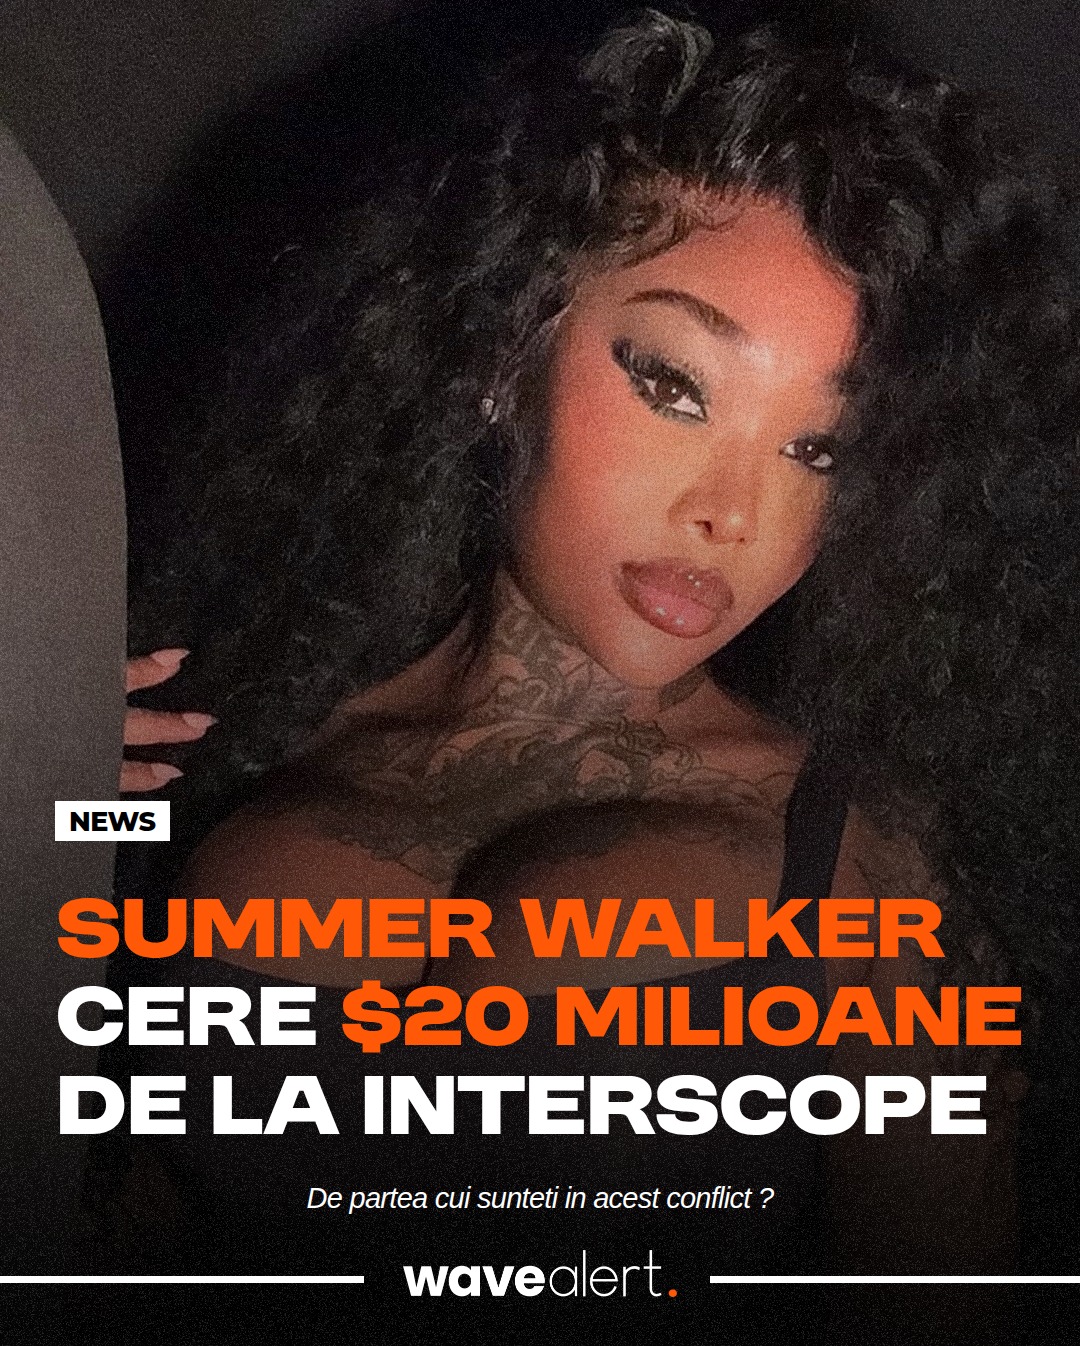 NEWS
SUMMER WALKER
CERE $20 MILIOANE
DE LA INTERSCOPE
De partea cui sunteti in acest conflict ?
wavealert.